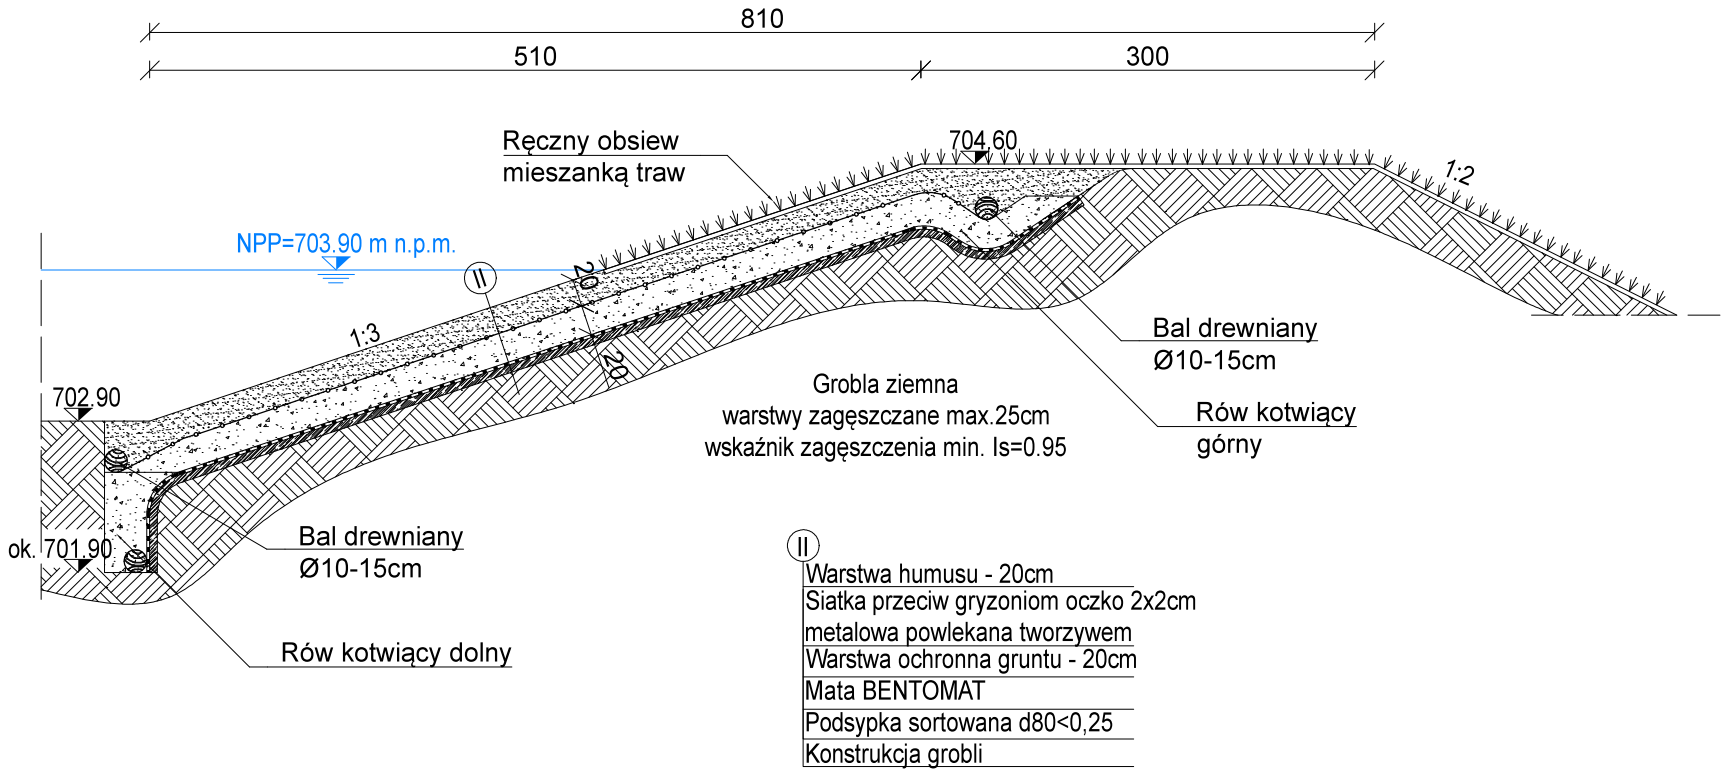 810
510
300
Ręczny obsiew
mieszanką traw
704.60
1:2
NPP=703.90 m n.p.m.
II
20
1:3
20
702.90
Bal drewniany
Ø10-15cm
Grobla ziemna
warstwy zagęszczane max.25cm
wskaźnik zagęszczenia min. Is=0.95
Rów kotwiący
górny
ok. 701.90
Bal drewniany
Ø10-15cm
Rów kotwiący dolny
II
Warstwa humusu - 20cm
Siatka przeciw gryzoniom oczko 2x2cm
metalowa powlekana tworzywem
Warstwa ochronna gruntu - 20cm
Mata BENTOMAT
Podsypka sortowana d80<0,25
Konstrukcja grobli